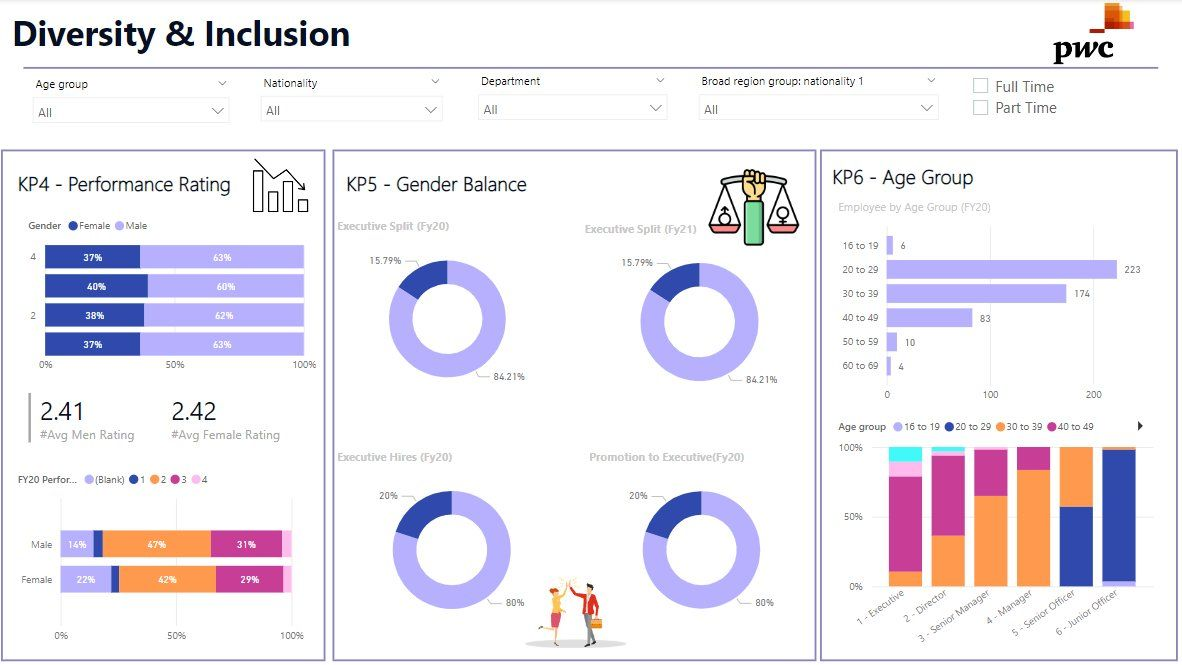 Diversity & Inclusion
pwc
Age group
All
Nationality
All
Department
All
Broad region group: nationality 1
All
Full Time
Part Time
KP4 - Performance Rating
Gender Female Male
4 37% 63%
40% 60%
2 38% 62%
37% 63%
0% 50% 100%
2.41 2.42
#Avg Men Rating #Avg Female Rating
FY20 Perfor... (Blank) 1 2 3 4
Male 14% 47% 31%
Female 22% 42% 29%
0% 50% 100%
KP5 - Gender Balance
Executive Split (Fy20)
15.79%
84.21%
Executive Split (Fy21)
15.79%
84.21%
Executive Hires (Fy20)
20%
80%
Promotion to Executive(Fy20)
20%
80%
KP6 - Age Group
Employee by Age Group (FY20)
16 to 19 6
20 to 29 223
30 to 39 174
40 to 49 83
50 to 59 10
60 to 69 4
0 100 200
Age group 16 to 19 20 to 29 30 to 39 40 to 49
100%
50%
0%
1 - Executive
2 - Director
3 - Senior Manager
4 - Manager
5 - Senior Officer
6 - Junior Officer